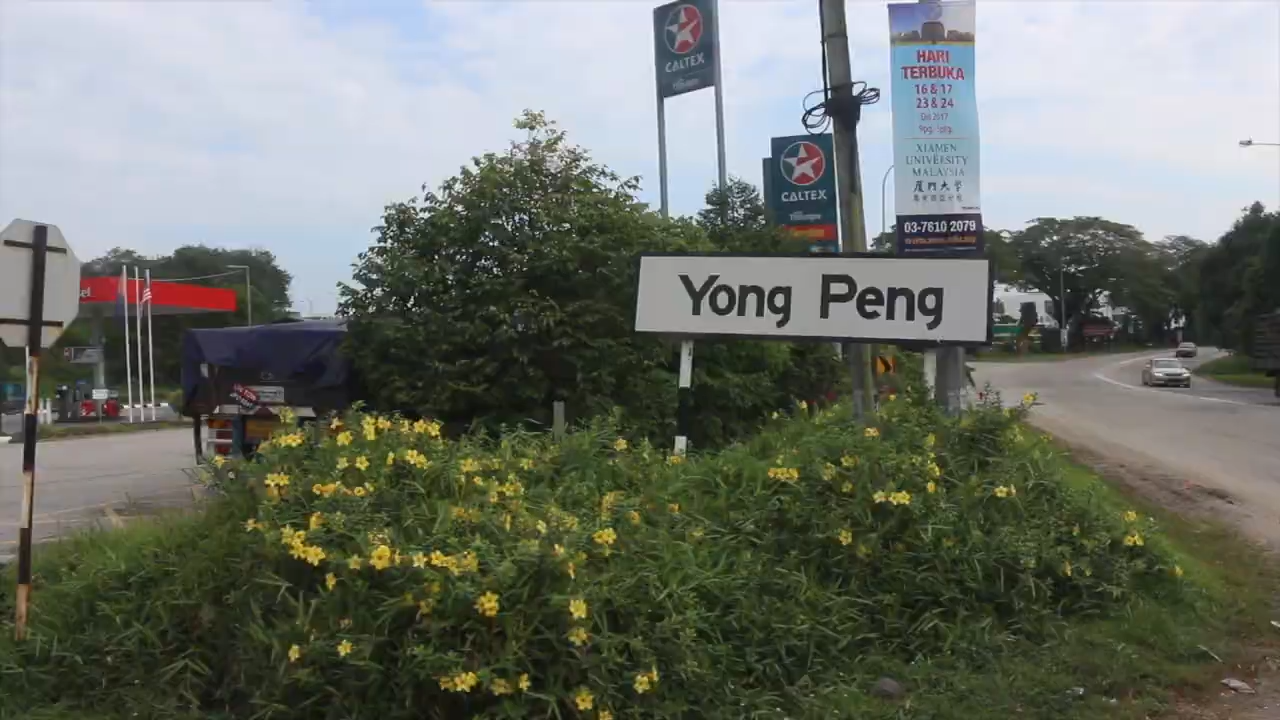 CALTEX
CALTEX
HARI
TERBUKA
16 & 17
23 & 24
XIAMEN
UNIVERSITY
MALAYSIA
厦門大學
03-7610 2079
Yong Peng